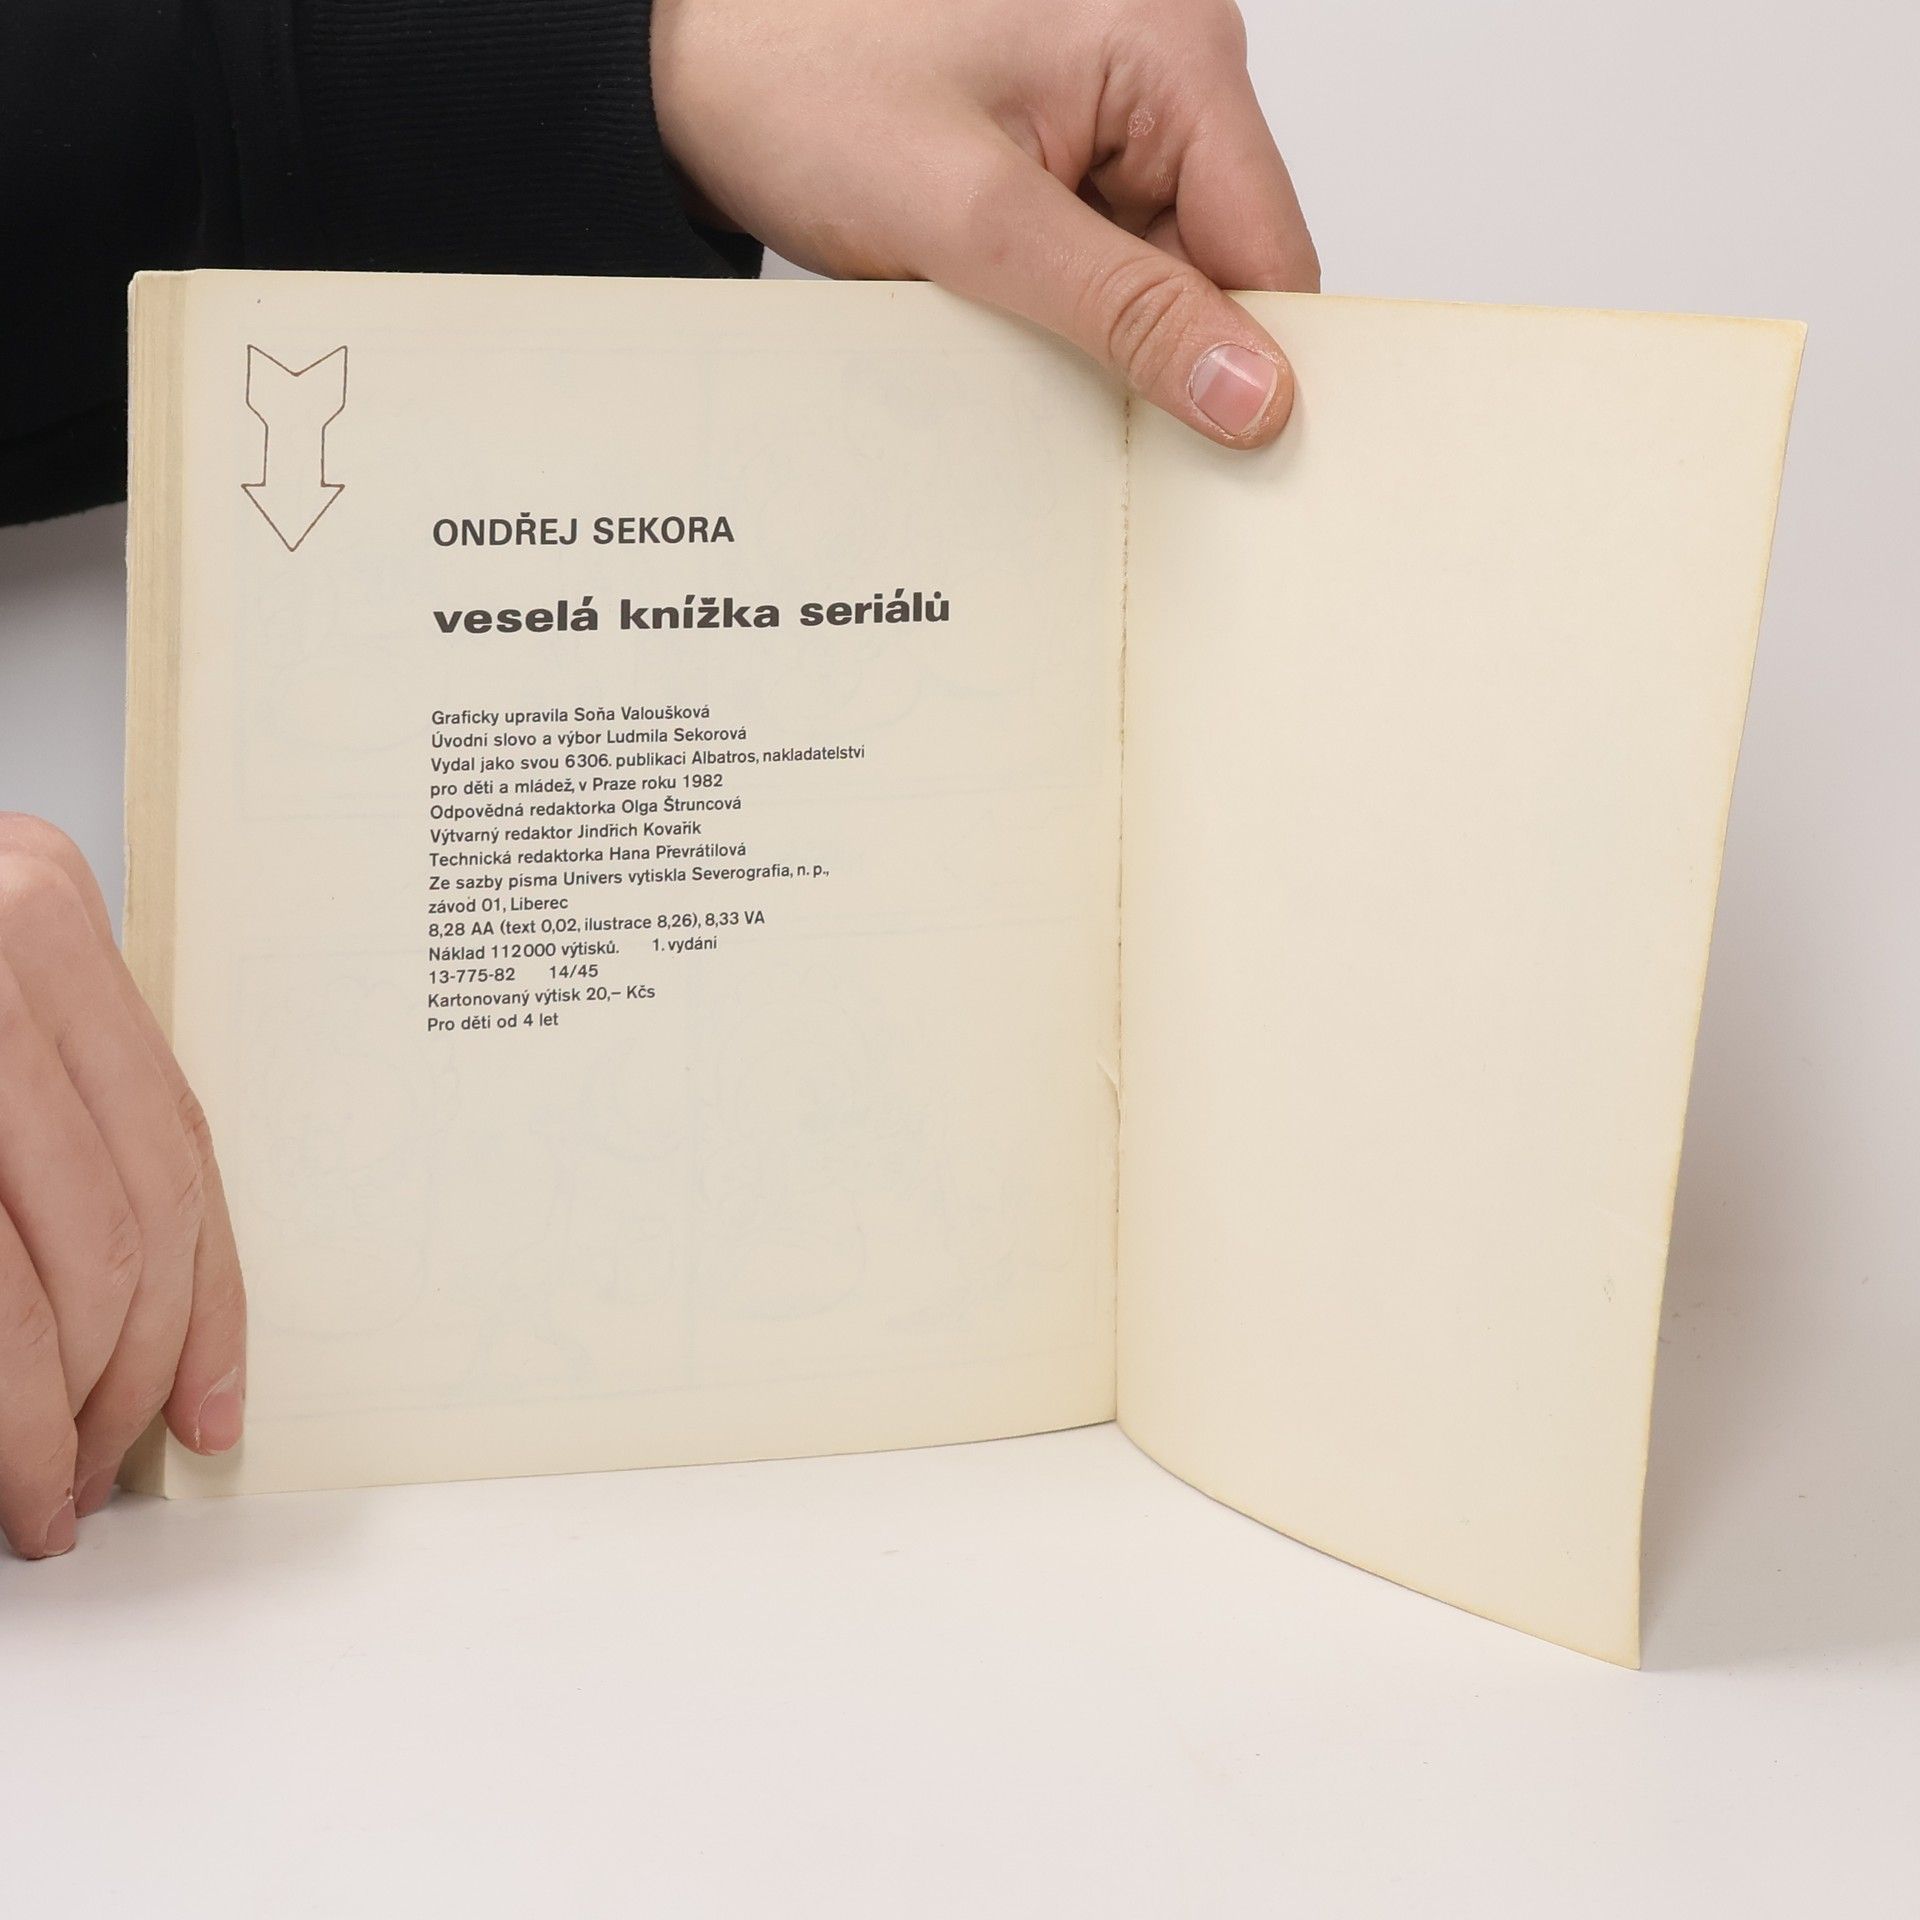 ONDŘEJ SEKORA
veselá knížka seriálů
Graficky upravila Soňa Valoušková
Úvodní slovo a výbor Ludmila Sekorová
Vydal jako svou 6306. publikaci Albatros, nakladatelství
pro děti a mládež, v Praze roku 1982
Odpovědná redaktorka Olga Štruncová
Výtvarný redaktor Jindřich Kovařík
Technická redaktorka Hana Převrátilová
Ze sazby písma Univers vytiskla Severografia, n. p.,
závod 01, Liberec
8,28 AA (text 0,02, ilustrace 8,26), 8,33 VA
Náklad 112000 výtisků. 1. vydání
13-775-82 14/45
Kartonovaný výtisk 20,– Kčs
Pro děti od 4 let